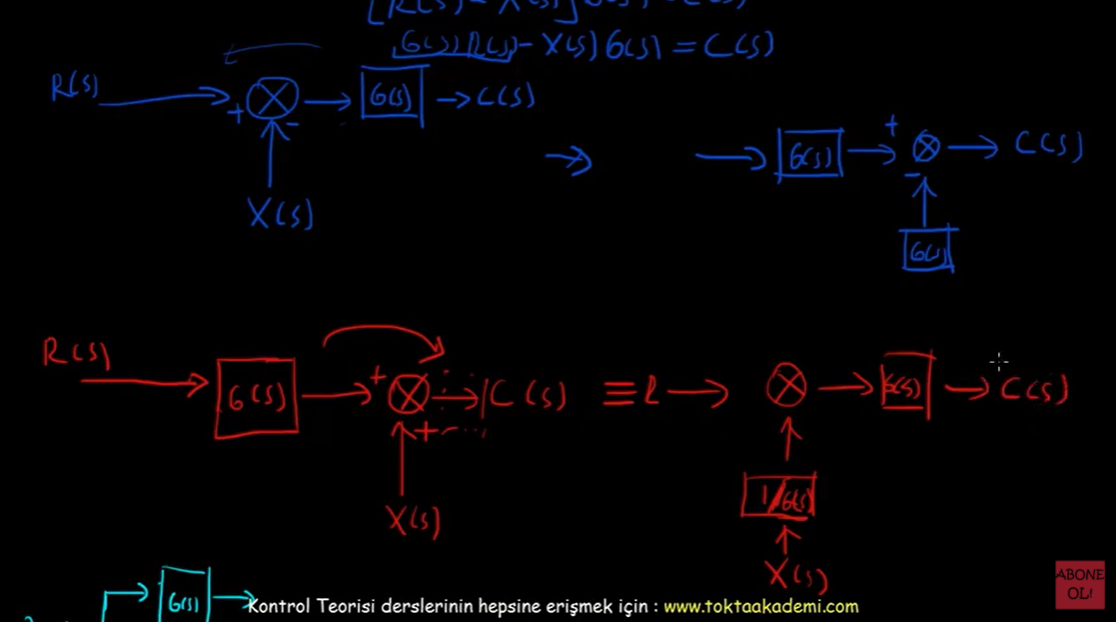 [R(s) - X(s)] G(s) = C(s)
G(s)R(s) - X(s)G(s) = C(s)
R(s)
+
-
G(s)
C(s)
X(s)
G(s)
+
-
C(s)
G(s)
R(s)
G(s)
+
+
C(s)
X(s)
≡ R
G(s)
C(s)
1/G(s)
X(s)
G(s)
Kontrol Teorisi derslerinin hepsine erişmek için : www.toktaakademi.com
ABONE
OL!